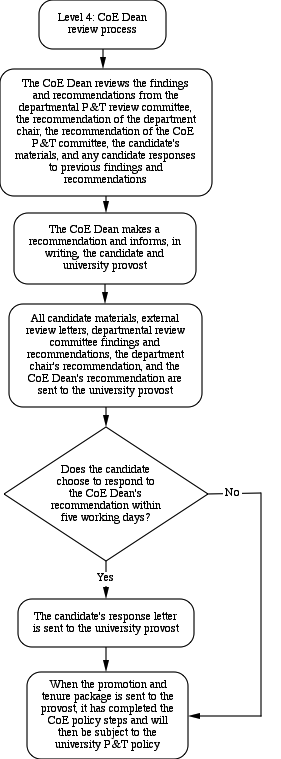 Level 4: CoE Dean
review process
The CoE Dean reviews the findings
and recommendations from the
departmental P&T review committee,
the recommendation of the department
chair, the recommendation of the CoE
P&T committee, the candidate's
materials, and any candidate responses
to previous findings and
recommendations
The CoE Dean makes a
recommendation and informs, in
writing, the candidate and
university provost
All candidate materials, external
review letters, departmental review
committee findings and
recommendations, the department
chair's recommendation, and the
CoE Dean's recommendation are
sent to the university provost
Does the candidate
choose to respond to
the CoE Dean's
recommendation within
five working days?
No
Yes
The candidate's response letter
is sent to the university provost
When the promotion and
tenure package is sent to the
provost, it has completed the
CoE policy steps and will
then be subject to the
university P&T policy